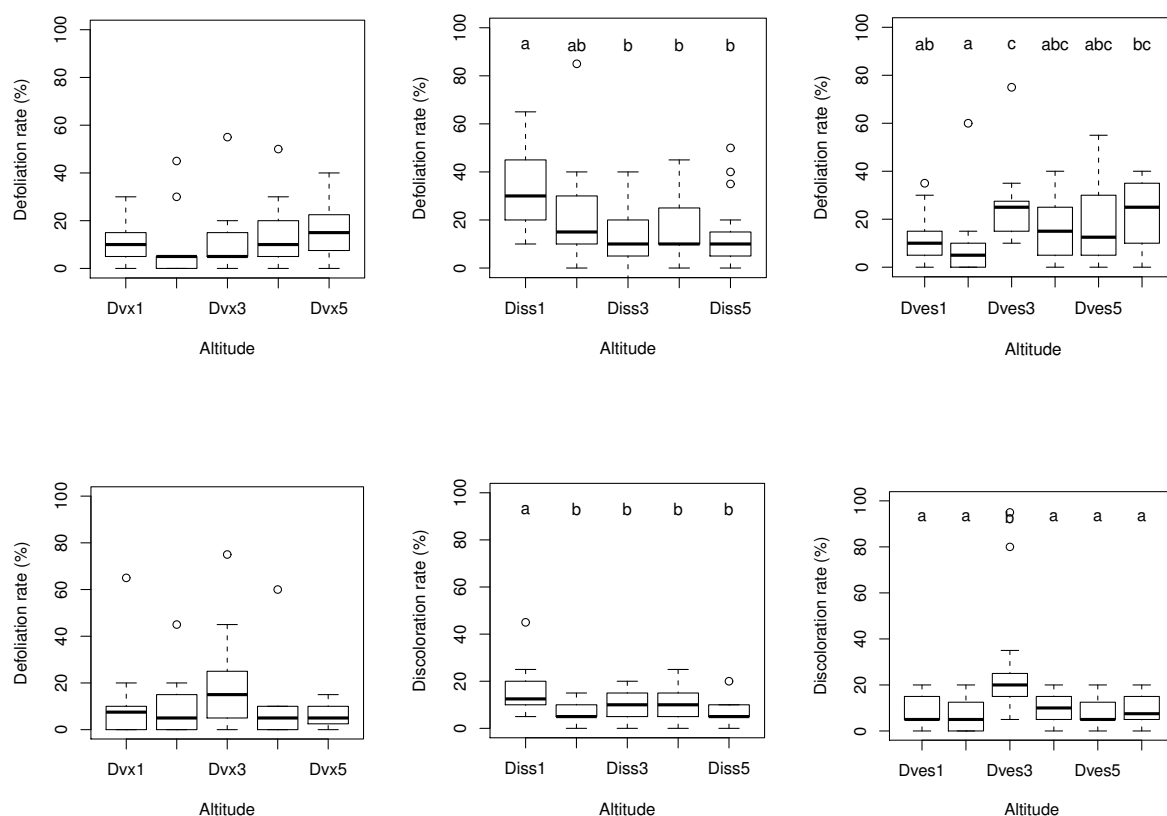 Defoliation rate (%)
0 20 40 60 80 100
Dvx1 Dvx3 Dvx5
Altitude
Defoliation rate (%)
0 20 40 60 80 100
a ab b b b
Diss1 Diss3 Diss5
Altitude
Defoliation rate (%)
0 20 40 60 80 100
ab a c abc abc bc
Dves1 Dves3 Dves5
Altitude
Defoliation rate (%)
0 20 40 60 80 100
Dvx1 Dvx3 Dvx5
Altitude
Discoloration rate (%)
0 20 40 60 80 100
a b b b b
Diss1 Diss3 Diss5
Altitude
Discoloration rate (%)
0 20 40 60 80 100
a a b a a a
Dves1 Dves3 Dves5
Altitude